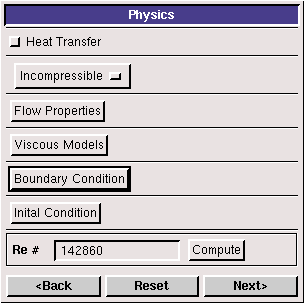 Physics
Heat Transfer
Incompressible
Flow Properties
Viscous Models
Boundary Condition
Inital Condition
Re # 142860 Compute
<Back Reset Next>